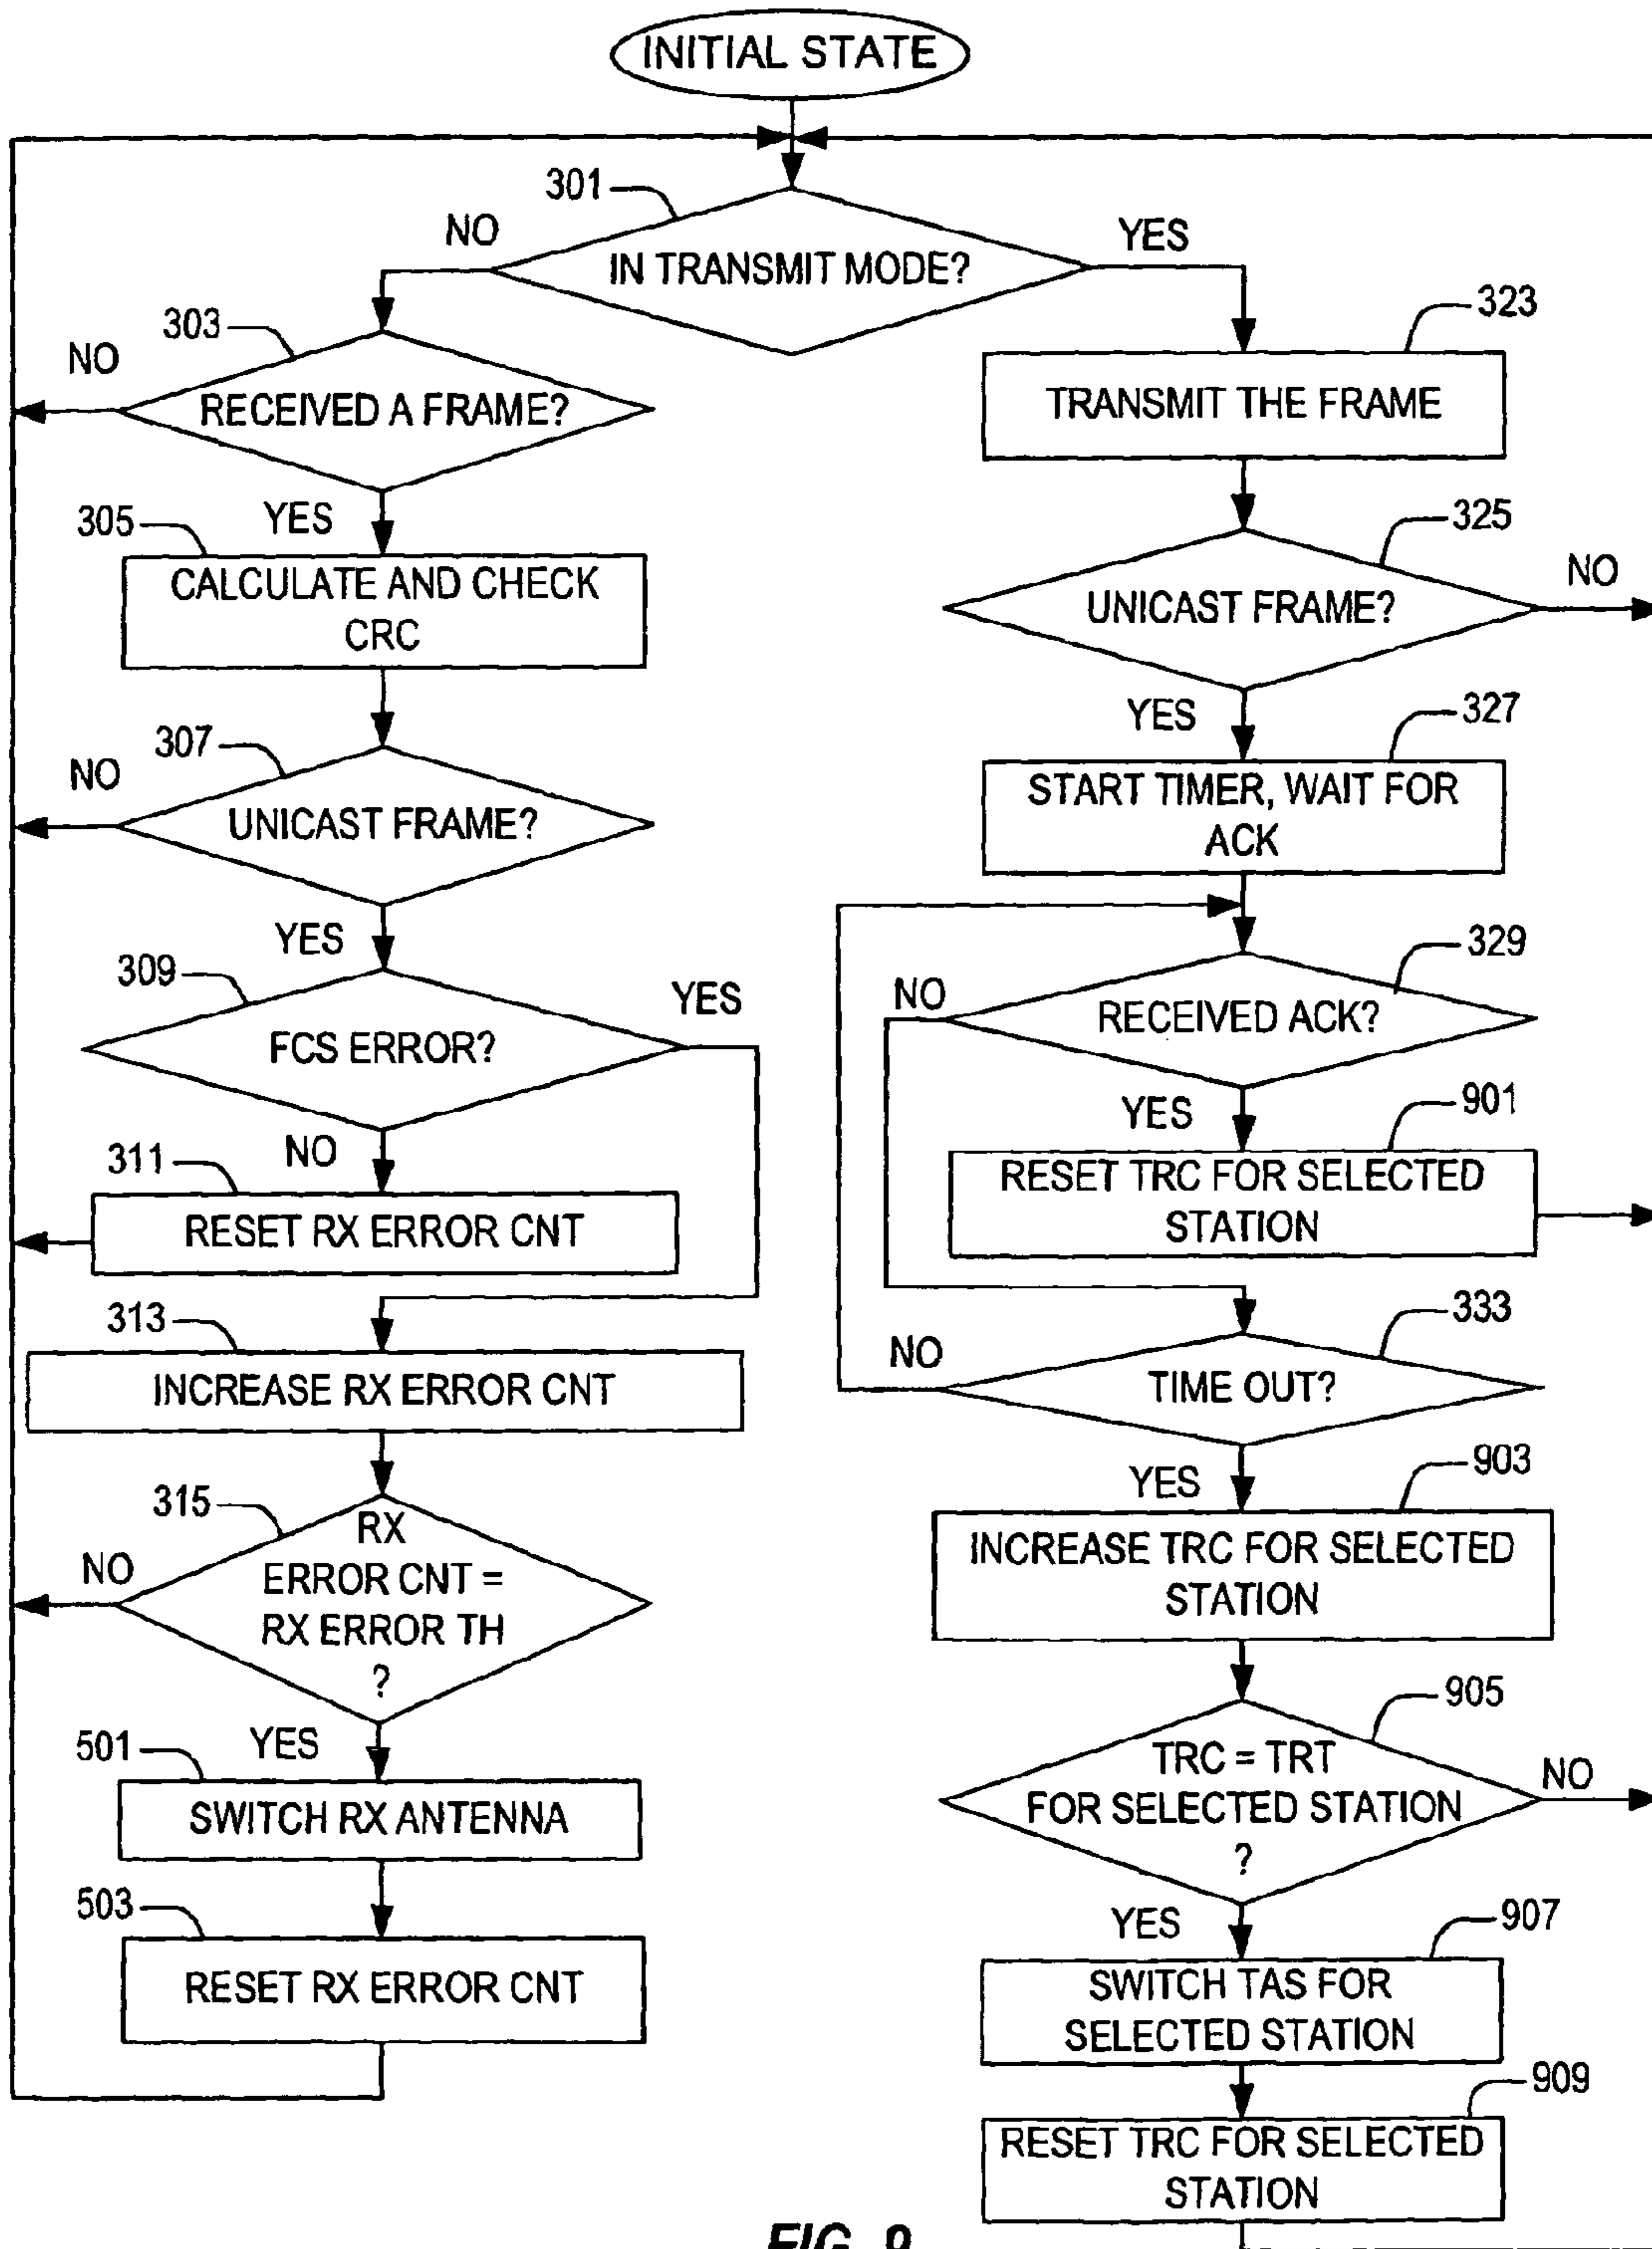 INITIAL STATE
301
NO
YES
IN TRANSMIT MODE?
303
NO
RECEIVED A FRAME?
YES
305
CALCULATE AND CHECK
CRC
307
NO
UNICAST FRAME?
YES
309
YES
FCS ERROR?
NO
311
RESET RX ERROR CNT
313
INCREASE RX ERROR CNT
315
RX
ERROR CNT =
RX ERROR TH
?
NO
YES
501
SWITCH RX ANTENNA
503
RESET RX ERROR CNT
323
TRANSMIT THE FRAME
325
NO
UNICAST FRAME?
YES
327
START TIMER, WAIT FOR
ACK
329
NO
RECEIVED ACK?
YES
901
RESET TRC FOR SELECTED
STATION
333
NO
TIME OUT?
YES
903
INCREASE TRC FOR SELECTED
STATION
905
TRC = TRT
FOR SELECTED STATION
?
NO
YES
907
SWITCH TAS FOR
SELECTED STATION
909
RESET TRC FOR SELECTED
STATION
FIG. 9